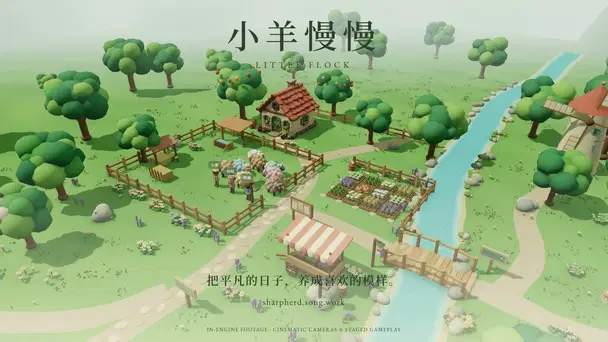 小羊慢慢
LITTLE FLOCK
把平凡的日子，养成喜欢的模样。
sharpherd.song.work
IN-ENGINE FOOTAGE · CINEMATIC CAMERAS & STAGED GAMEPLAY